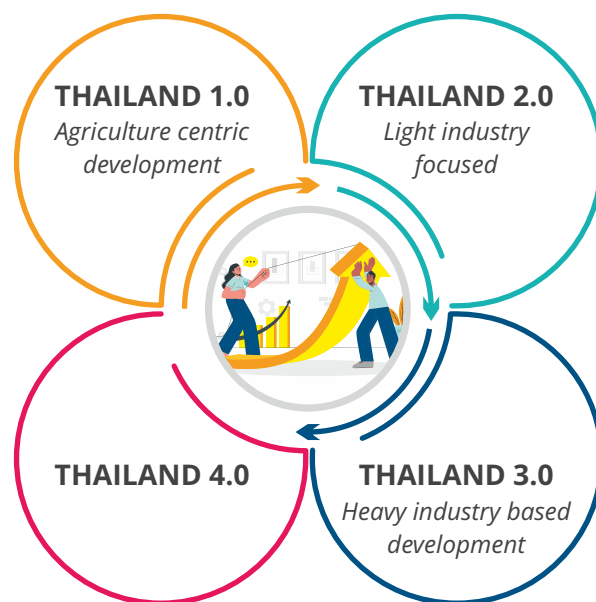 THAILAND 1.0
Agriculture centric
development
THAILAND 2.0
Light industry
focused
THAILAND 4.0
THAILAND 3.0
Heavy industry based
development